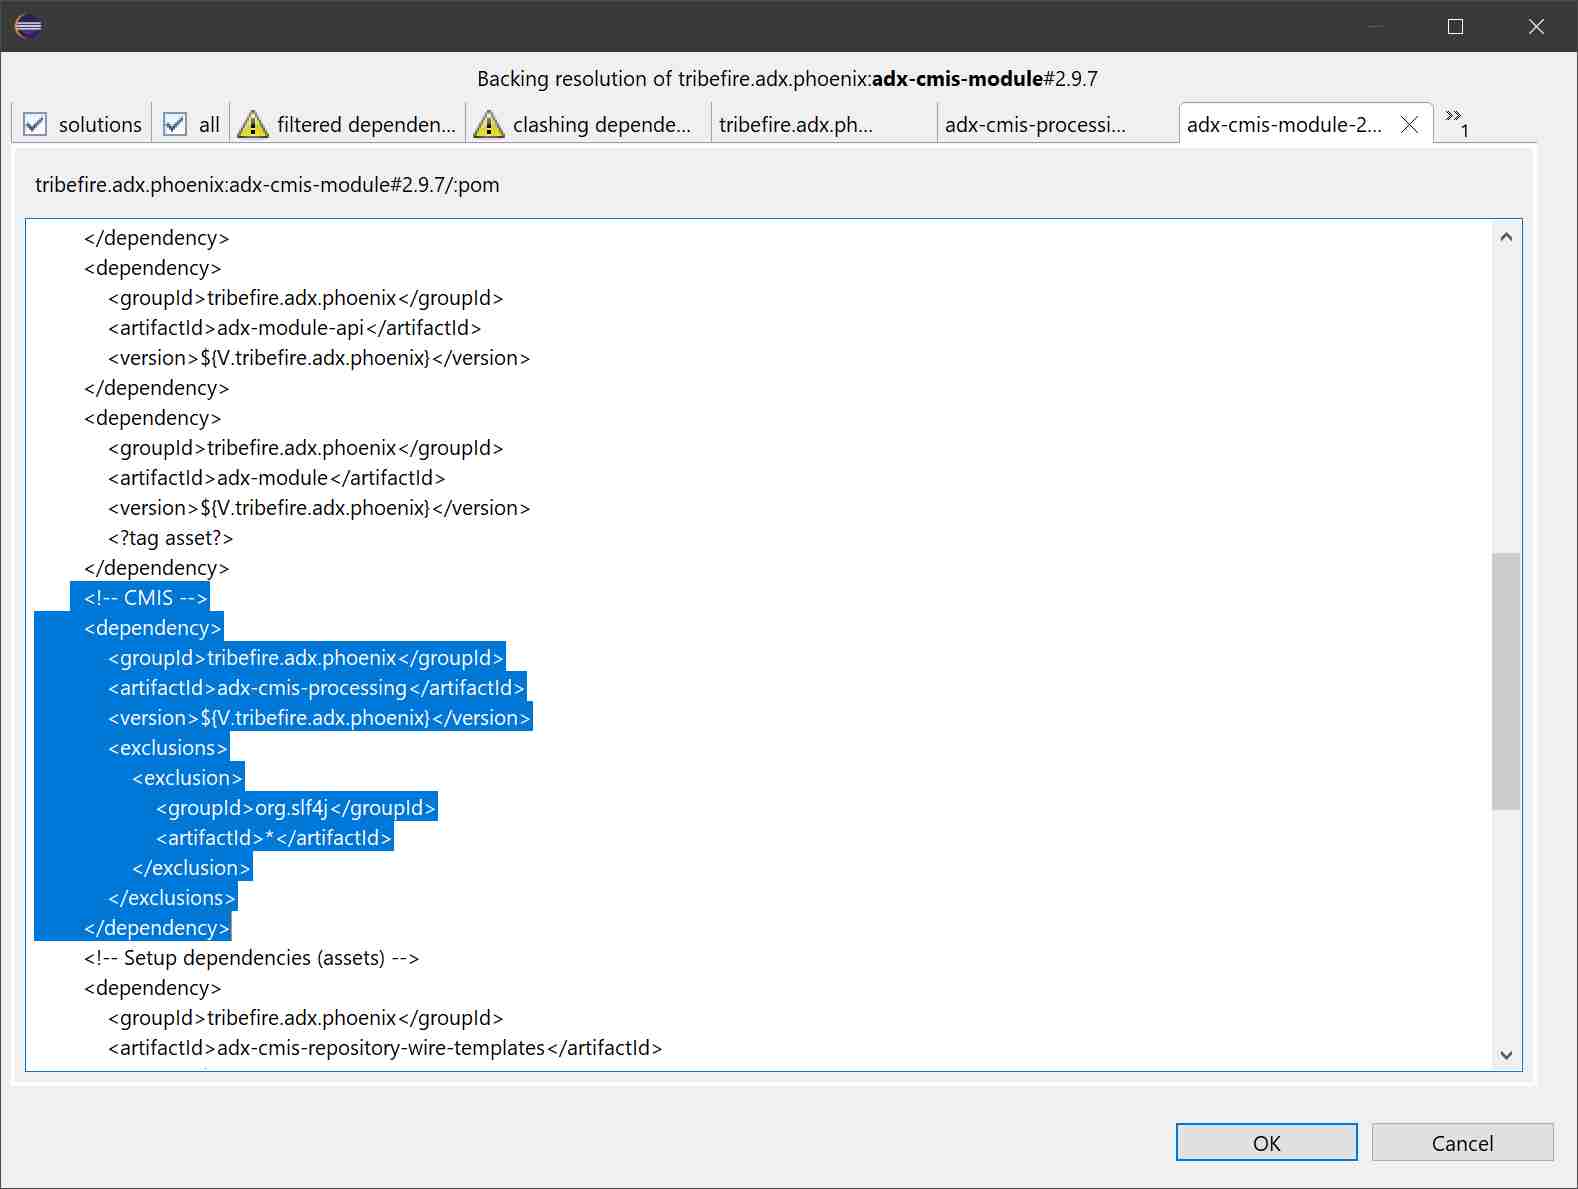 Backing resolution of tribefire.adx.phoenix:adx-cmis-module#2.9.7
solutions all filtered dependen... clashing depende... tribefire.adx.ph... adx-cmis-processi... adx-cmis-module-2... »1
tribefire.adx.phoenix:adx-cmis-module#2.9.7/:pom
</dependency>
<dependency>
<groupId>tribefire.adx.phoenix</groupId>
<artifactId>adx-module-api</artifactId>
<version>${V.tribefire.adx.phoenix}</version>
</dependency>
<dependency>
<groupId>tribefire.adx.phoenix</groupId>
<artifactId>adx-module</artifactId>
<version>${V.tribefire.adx.phoenix}</version>
<?tag asset?>
</dependency>
<!-- CMIS -->
<dependency>
<groupId>tribefire.adx.phoenix</groupId>
<artifactId>adx-cmis-processing</artifactId>
<version>${V.tribefire.adx.phoenix}</version>
<exclusions>
<exclusion>
<groupId>org.slf4j</groupId>
<artifactId>*</artifactId>
</exclusion>
</exclusions>
</dependency>
<!-- Setup dependencies (assets) -->
<dependency>
<groupId>tribefire.adx.phoenix</groupId>
<artifactId>adx-cmis-repository-wire-templates</artifactId>
OK Cancel